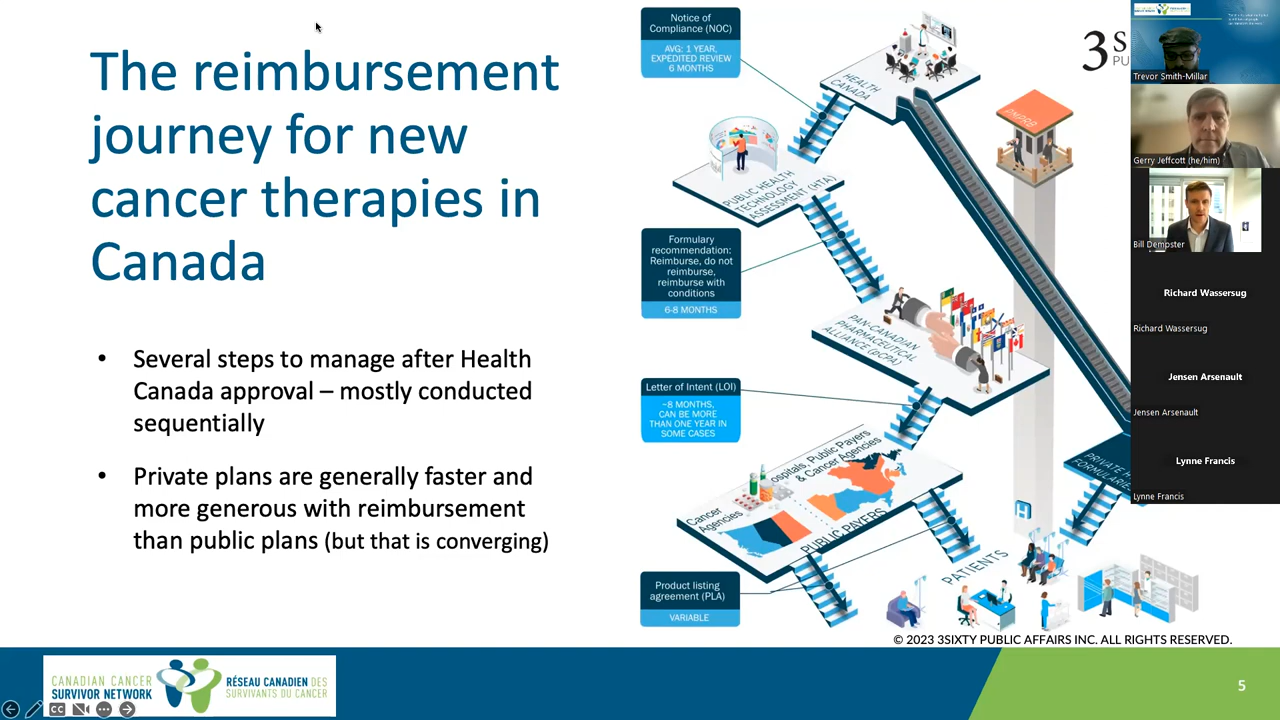 The reimbursement
journey for new
cancer therapies in
Canada
• Several steps to manage after Health
Canada approval – mostly conducted
sequentially
• Private plans are generally faster and
more generous with reimbursement
than public plans (but that is converging)
Notice of
Compliance (NOC)
AVG: 1 YEAR,
EXPEDITED REVIEW
6 MONTHS
HEALTH
CANADA
PUBLIC HEALTH
TECHNOLOGY
ASSESSMENT (HTA)
PMPRB
3S
PU
Formulary
recommendation:
Reimburse, do not
reimburse,
reimburse with
conditions
6-8 MONTHS
PAN-CANADIAN
PHARMACEUTICAL
ALLIANCE (pCPA)
Letter of Intent (LOI)
~8 MONTHS,
CAN BE MORE
THAN ONE YEAR IN
SOME CASES
Cancer
Agencies
ospitals, Public Payers
& Cancer Agencies
PUBLIC PAYERS
PRIVATE H
FORMULARIE
H
Product listing
agreement (PLA)
VARIABLE
PATIENTS
© 2023 3SIXTY PUBLIC AFFAIRS INC. ALL RIGHTS RESERVED.
Trevor Smith-Millar
Gerry Jeffcott (he/him)
Bill Dempster
Richard Wassersug
Richard Wassersug
Jensen Arsenault
Jensen Arsenault
Lynne Francis
Lynne Francis
CANADIAN CANCER
SURVIVOR NETWORK
RÉSEAU CANADIEN DES
SURVIVANTS DU CANCER
CC
5